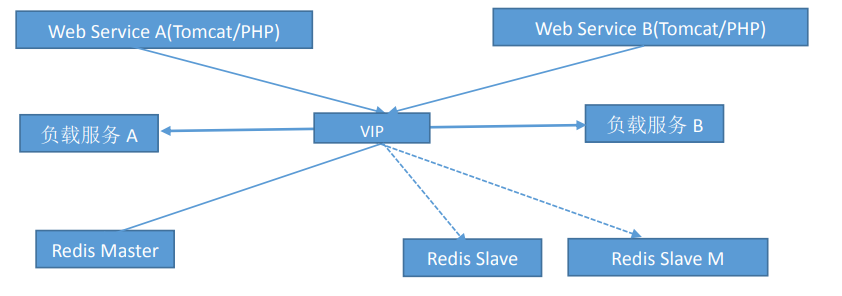 Web Service A(Tomcat/PHP)
Web Service B(Tomcat/PHP)
负载服务 A
VIP
负载服务 B
Redis Master
Redis Slave
Redis Slave M